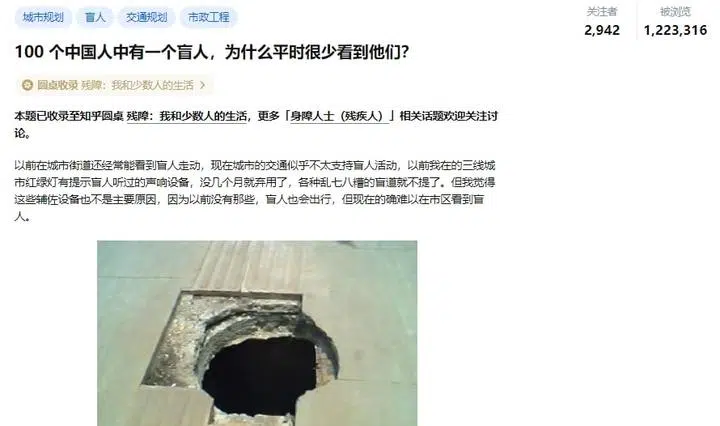 城市规划 盲人 交通规划 市政工程
关注者 被浏览
2,942 1,223,316
100 个中国人中有一个盲人，为什么平时很少看到他们？
圆点收录 残障：我和少数人的生活 >
本题已收录至知乎圆桌 残障：我和少数人的生活，更多「身障人士（残疾人）」相关话题欢迎关注讨
论。
以前在城市街道还经常能看到盲人走动，现在城市的交通似乎不太支持盲人活动，以前我在的三线城
市红绿灯有提示盲人听过的声响设备，没几个月就弃用了，各种乱七八糟的盲道就不提了。但我觉得
这些辅佐设备也不是主要原因，因为以前没有那些，盲人也会出行，但现在的确难以在市区看到盲
人。